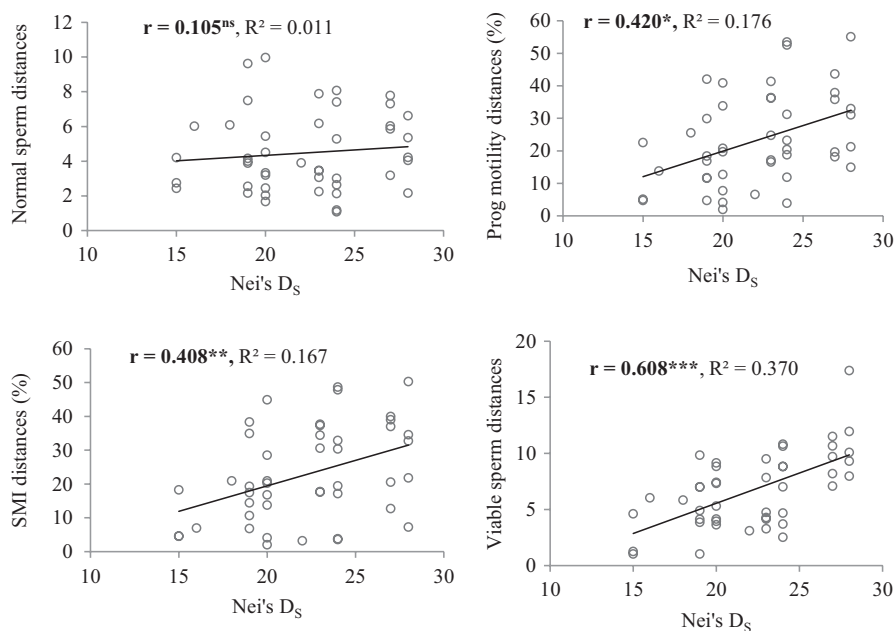 r = 0.105ns, R² = 0.011
Normal sperm distances
12
10
8
6
4
2
0
10 15 20 25 30
Nei's DS
r = 0.420*, R² = 0.176
Prog motility distances (%)
60
50
40
30
20
10
0
10 15 20 25 30
Nei's DS
r = 0.408**, R² = 0.167
SMI distances (%)
60
50
40
30
20
10
0
10 15 20 25 30
Nei's DS
r = 0.608***, R² = 0.370
Viable sperm distances
20
15
10
5
0
10 15 20 25 30
Nei's DS